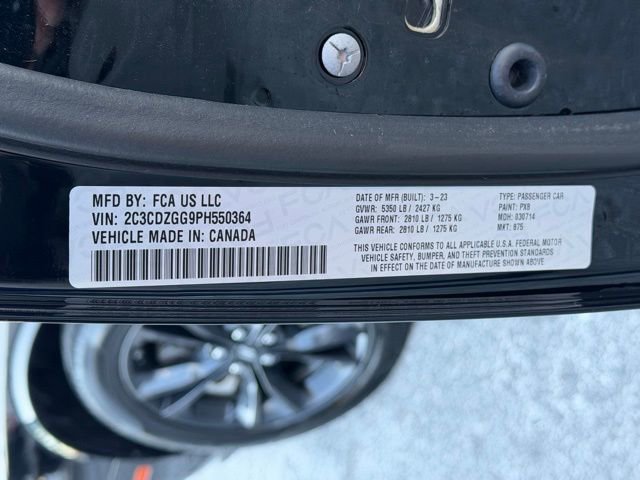 MFD BY: FCA US LLC
VIN: 2C3CDZGG9PH550364
VEHICLE MADE IN: CANADA
DATE OF MFR (BUILT): 3-23
GVWR: 5350 LB / 2427 KG
GAWR FRONT: 2810 LB / 1275 KG
GAWR REAR: 2810 LB / 1275 KG
TYPE: PASSENGER CAR
PAINT: PX8
MDH: 030714
MKT: 875
THIS VEHICLE CONFORMS TO ALL APPLICABLE U.S.A. FEDERAL MOTOR
VEHICLE SAFETY, BUMPER, AND THEFT PREVENTION STANDARDS
IN EFFECT ON THE DATE OF MANUFACTURE SHOWN ABOVE